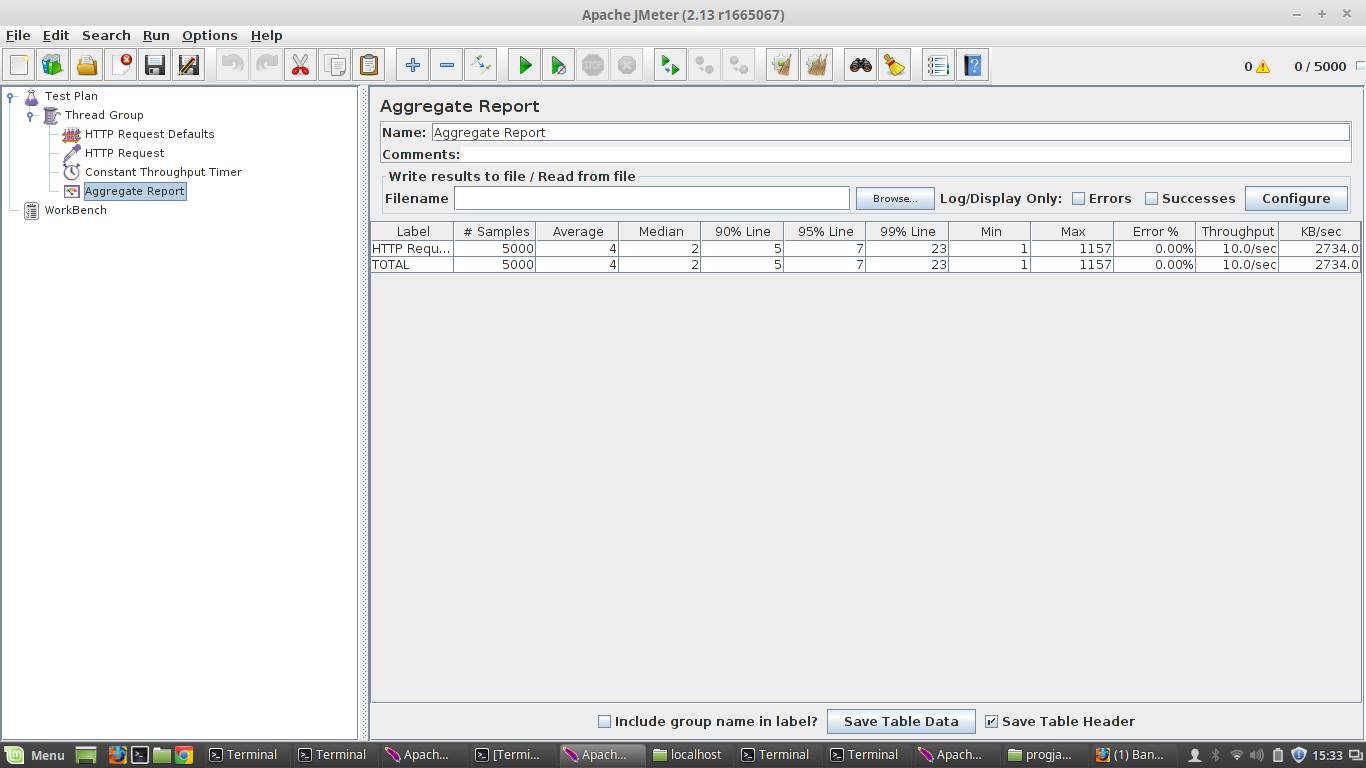 Apache JMeter (2.13 r1665067)
File Edit Search Run Options Help
STOP
0 0 / 5000
Test Plan
Thread Group
HTTP Request Defaults
HTTP Request
Constant Throughput Timer
Aggregate Report
WorkBench
Aggregate Report
Name: Aggregate Report
Comments:
Write results to file / Read from file
Filename Browse... Log/Display Only: Errors Successes Configure
Label # Samples Average Median 90% Line 95% Line 99% Line Min Max Error % Throughput KB/sec
HTTP Requ... 5000 4 2 5 7 23 1 1157 0.00% 10.0/sec 2734.0
TOTAL 5000 4 2 5 7 23 1 1157 0.00% 10.0/sec 2734.0
Include group name in label? Save Table Data Save Table Header
Menu Terminal Terminal Apach... [Termi... Apach... localhost Terminal Terminal Apach... progja... (1) Ban... 15:33